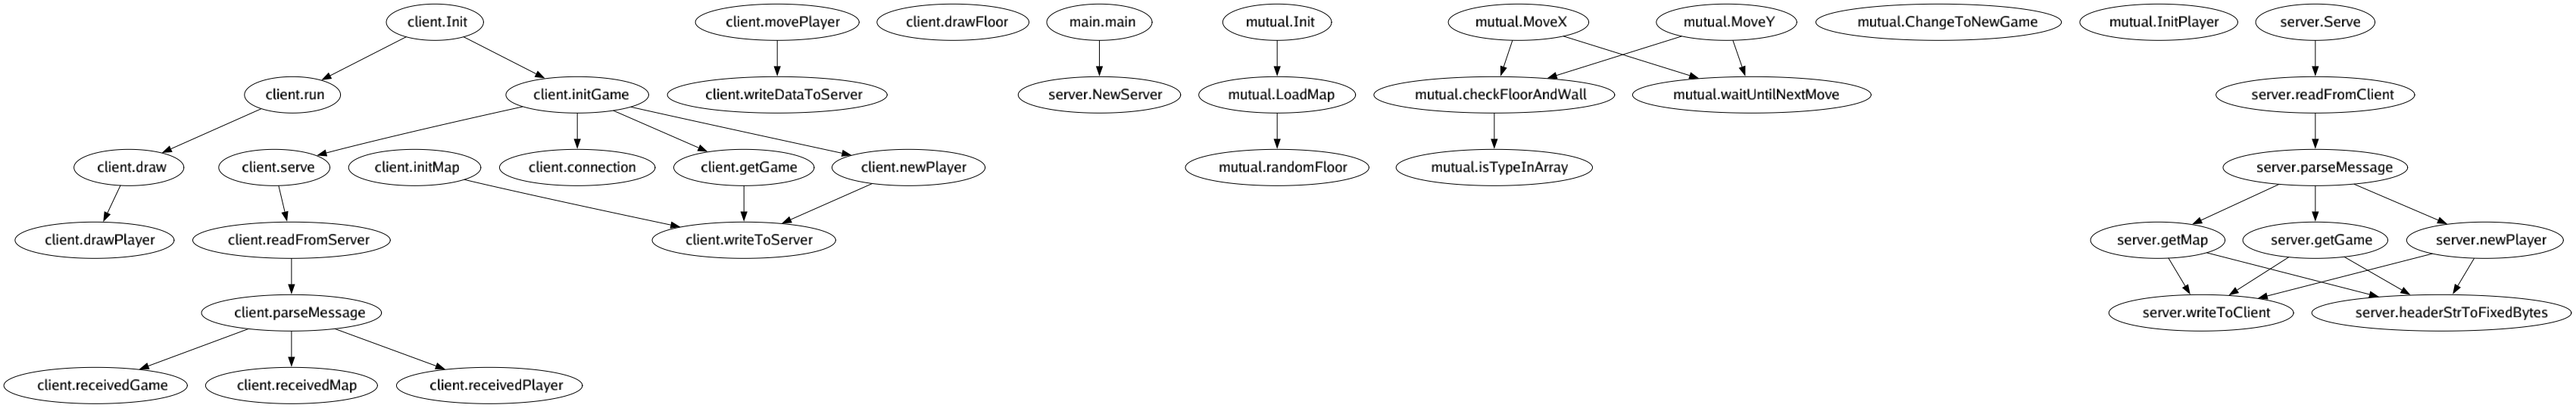 client.Init
client.movePlayer
client.drawFloor
main.main
mutual.Init
mutual.MoveX
mutual.MoveY
mutual.ChangeToNewGame
mutual.InitPlayer
server.Serve
client.run
client.initGame
client.writeDataToServer
server.NewServer
mutual.LoadMap
mutual.checkFloorAndWall
mutual.waitUntilNextMove
server.readFromClient
client.draw
client.serve
client.initMap
client.connection
client.getGame
client.newPlayer
mutual.randomFloor
mutual.isTypeInArray
server.parseMessage
client.drawPlayer
client.readFromServer
client.writeToServer
server.getMap
server.getGame
server.newPlayer
client.parseMessage
server.writeToClient
server.headerStrToFixedBytes
client.receivedGame
client.receivedMap
client.receivedPlayer